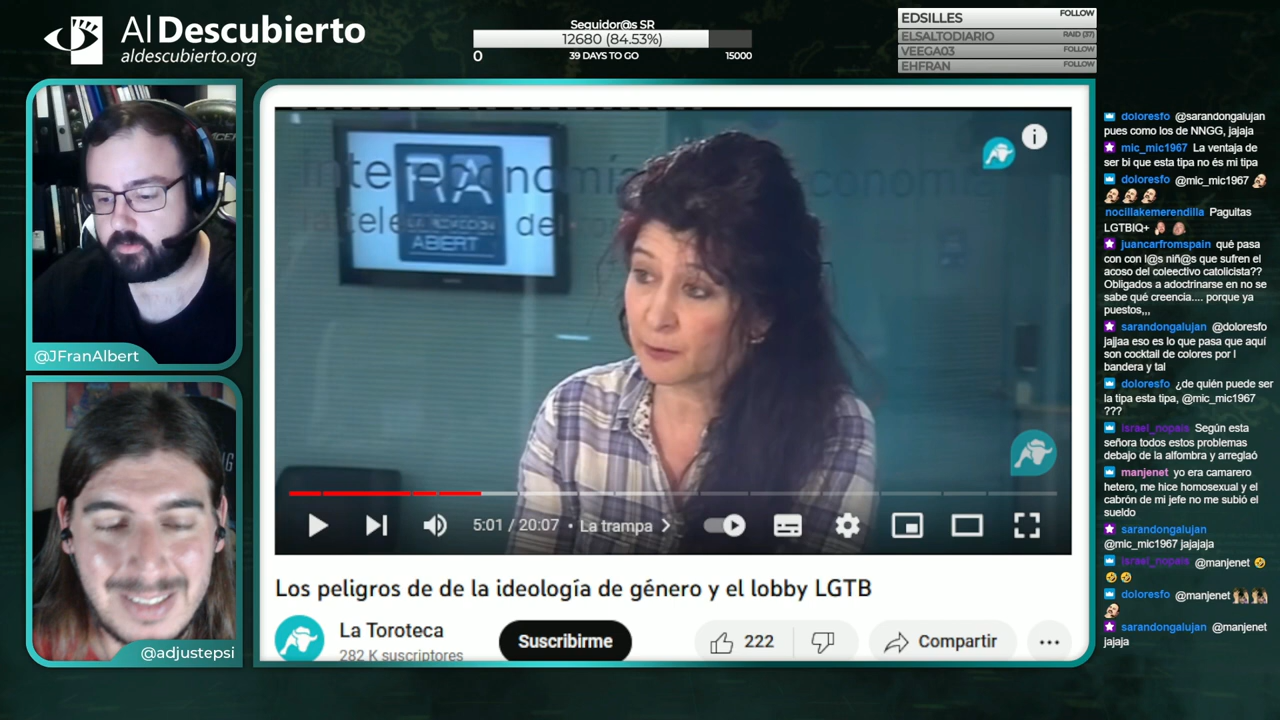 Al Descubierto
aldescubierto.org
Seguidor@s SR
12680 (84.53%)
0
39 DAYS TO GO
15000
EDSILLES
FOLLOW
ELSALTODIARIO
RAID (37)
VEEGA03
FOLLOW
EHFRAN
FOLLOW
@JFranAlbert
@adjustepsi
RA
ABERT
5:01 / 20:07 • La trampa
Los peligros de de la ideología de género y el lobby LGTB
La Toroteca
282 K suscriptores
Suscribirme
222
Compartir
doloresfo @sarandongalujan
pues como los de NNGG, jajaja
mic_mic1967 La ventaja de
ser bi que esta tipa no és mi tipa
doloresfo @mic_mic1967
nocillakemerendilla Paguitas
LGTBIQ+
juancarfromspain qué pasa
con con l@s niñ@s que sufren el
acoso del coleectivo catolicista??
Obligados a adoctrinarse en no se
sabe qué creencia.... porque ya
puestos,,,
sarandongalujan @doloresfo
jajjaa eso es lo que pasa que aquí
son cocktail de colores por l
bandera y tal
doloresfo ¿de quién puede ser
la tipa esta tipa, @mic_mic1967
???
israel_nopais Según esta
señora todos estos problemas
debajo de la alfombra y arreglaó
manjenet yo era camarero
hetero, me hice homosexual y el
cabrón de mi jefe no me subió el
sueldo
sarandongalujan
@mic_mic1967 jajajaja
israel_nopais @manjenet
doloresfo @manjenet
sarandongalujan @manjenet
jajaja